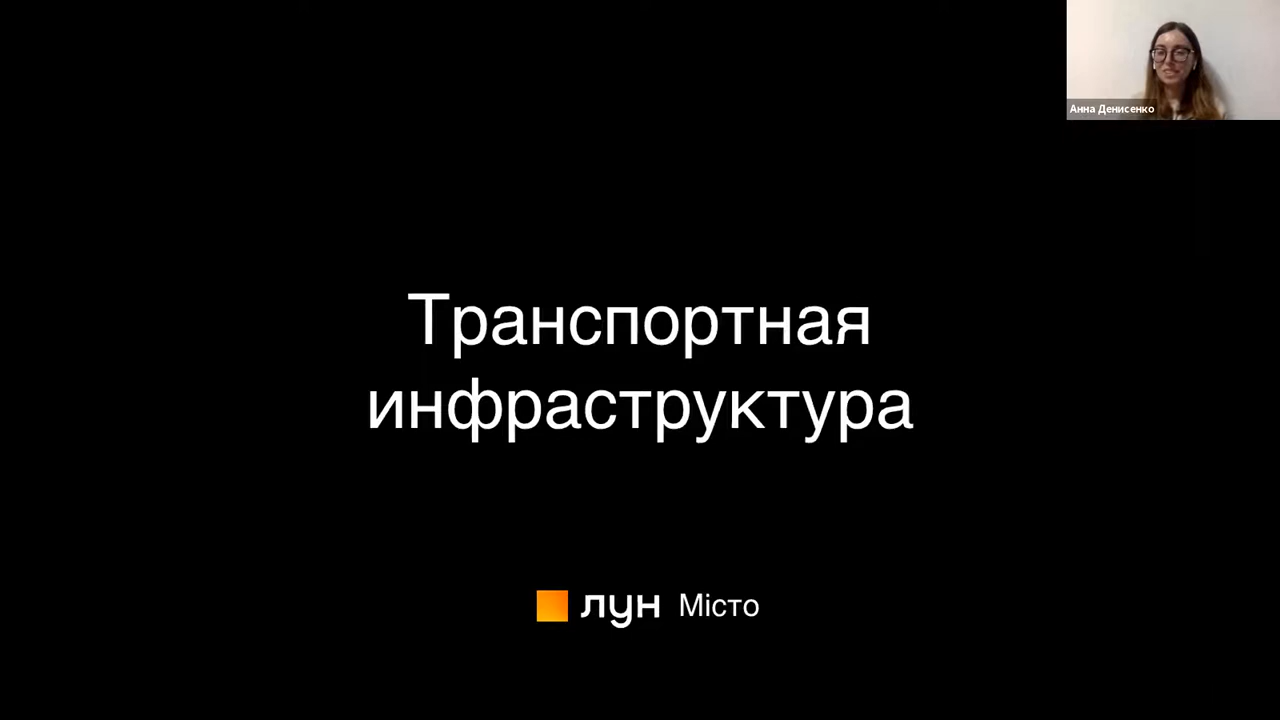 Анна Денисенко
Транспортная
инфраструктура
лун Місто